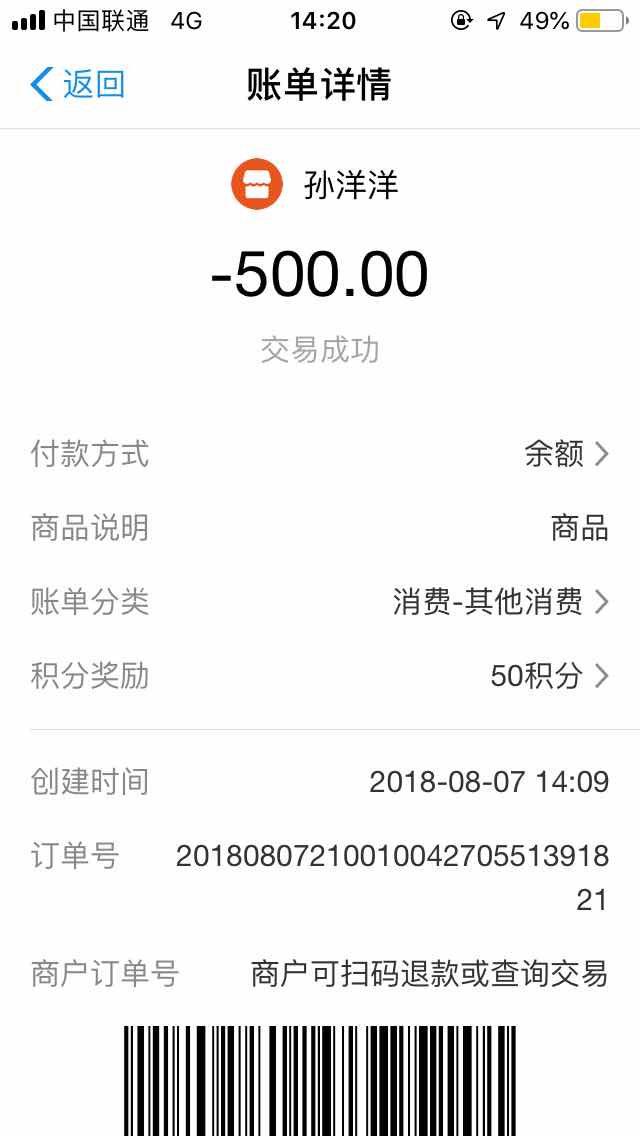 中国联通 4G 14:20 49%
返回 账单详情
孙洋洋
-500.00
交易成功
付款方式 余额
商品说明 商品
账单分类 消费-其他消费
积分奖励 50积分
创建时间 2018-08-07 14:09
订单号 20180807210010042705513918
21
商户订单号 商户可扫码退款或查询交易